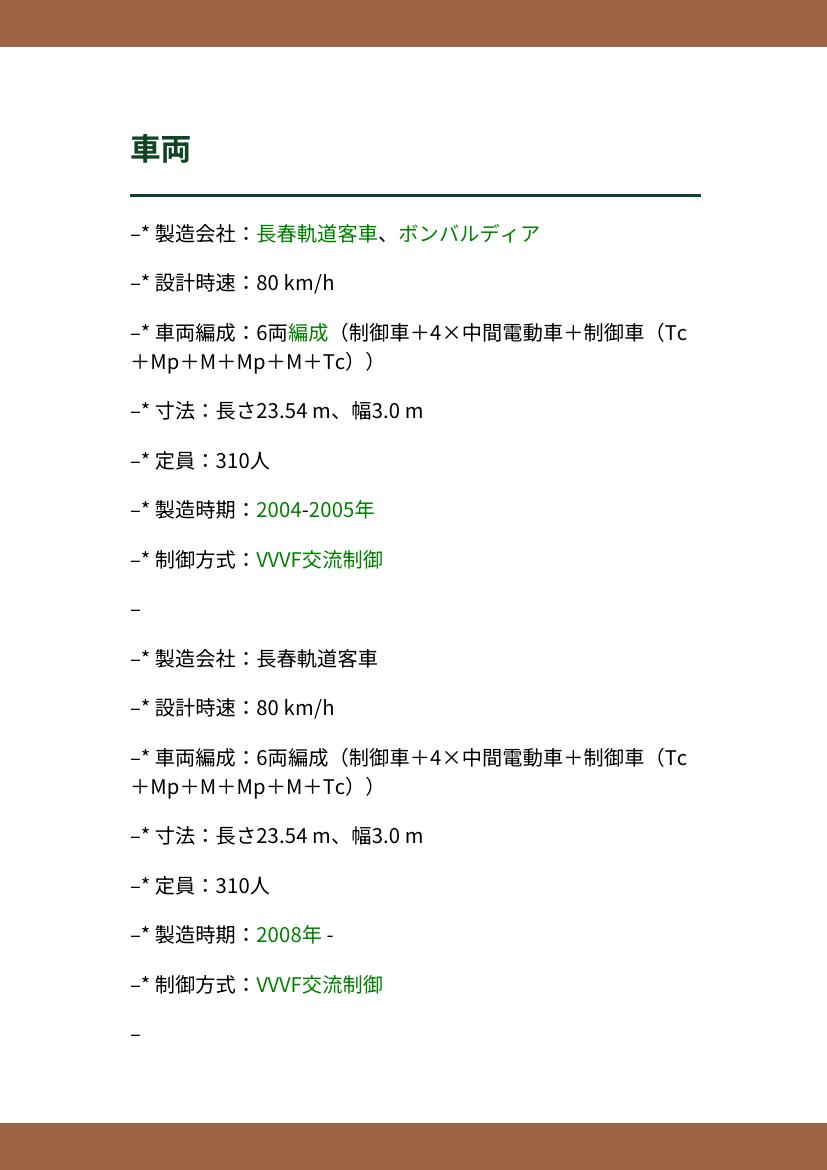 車両
–* 製造会社：長春軌道客車、ボンバルディア
–* 設計時速：80 km/h
–* 車両編成：6両編成（制御車＋4×中間電動車＋制御車（Tc
＋Mp＋M＋Mp＋M＋Tc））
–* 寸法：長さ23.54 m、幅3.0 m
–* 定員：310人
–* 製造時期：2004-2005年
–* 制御方式：VVVF交流制御
–
–* 製造会社：長春軌道客車
–* 設計時速：80 km/h
–* 車両編成：6両編成（制御車＋4×中間電動車＋制御車（Tc
＋Mp＋M＋Mp＋M＋Tc））
–* 寸法：長さ23.54 m、幅3.0 m
–* 定員：310人
–* 製造時期：2008年 -
–* 制御方式：VVVF交流制御
–